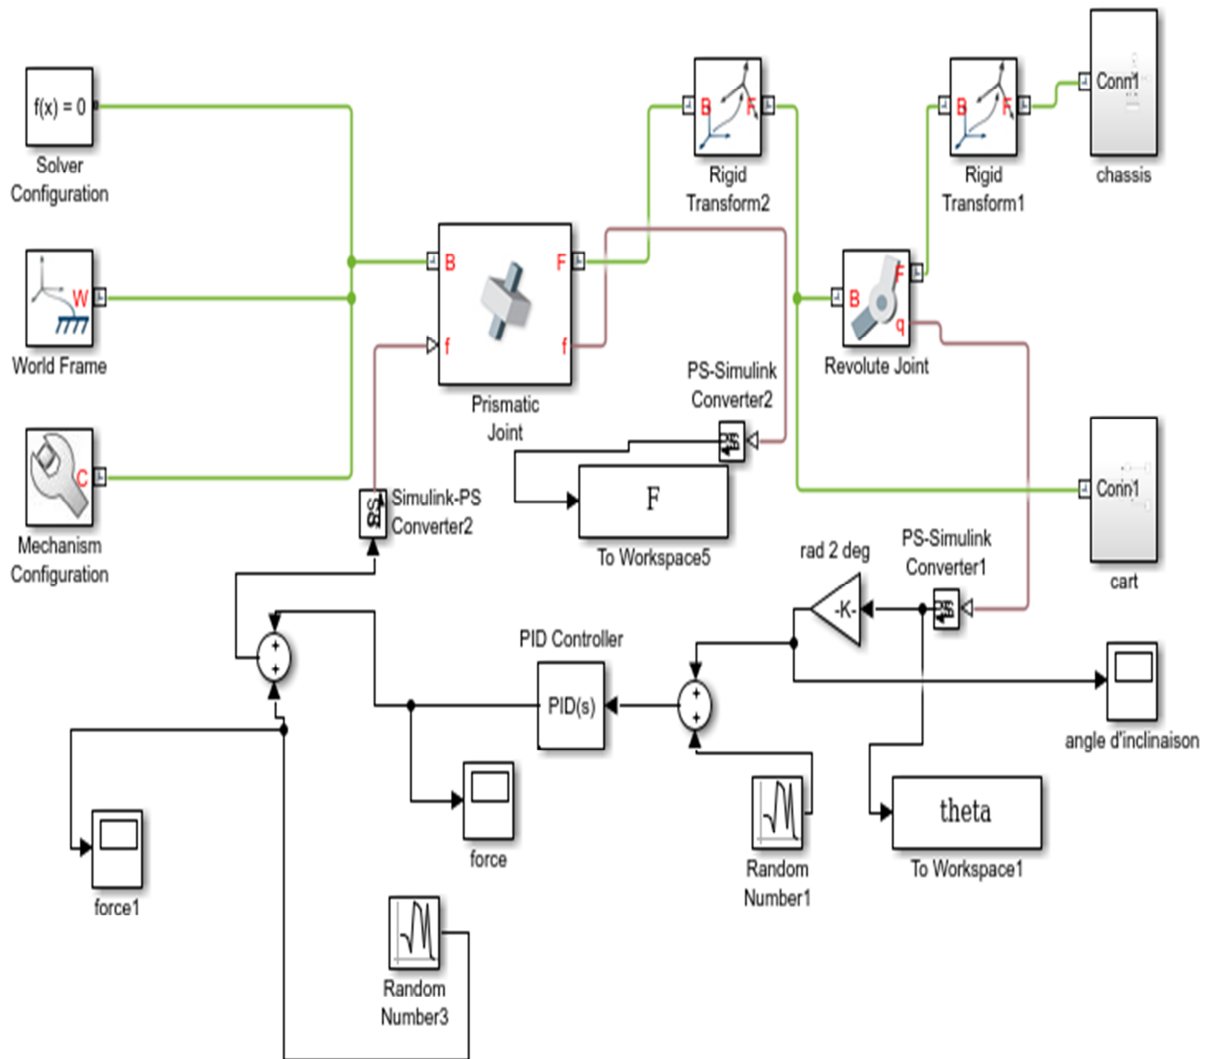 f(x) = 0
Solver
Configuration
W
World Frame
C
Mechanism
Configuration
B
F
f
f
Prismatic
Joint
B
F
Rigid
Transform2
B
F
Rigid
Transform1
Conn1
chassis
B
F
q
Revolute Joint
PS-Simulink
Converter2
F
To Workspace5
Simulink-PS
Converter2
Conn1
cart
rad 2 deg
-K-
PS-Simulink
Converter1
+
+
PID Controller
PID(s)
+
+
angle d'inclinaison
theta
To Workspace1
Random
Number1
force
force1
Random
Number3